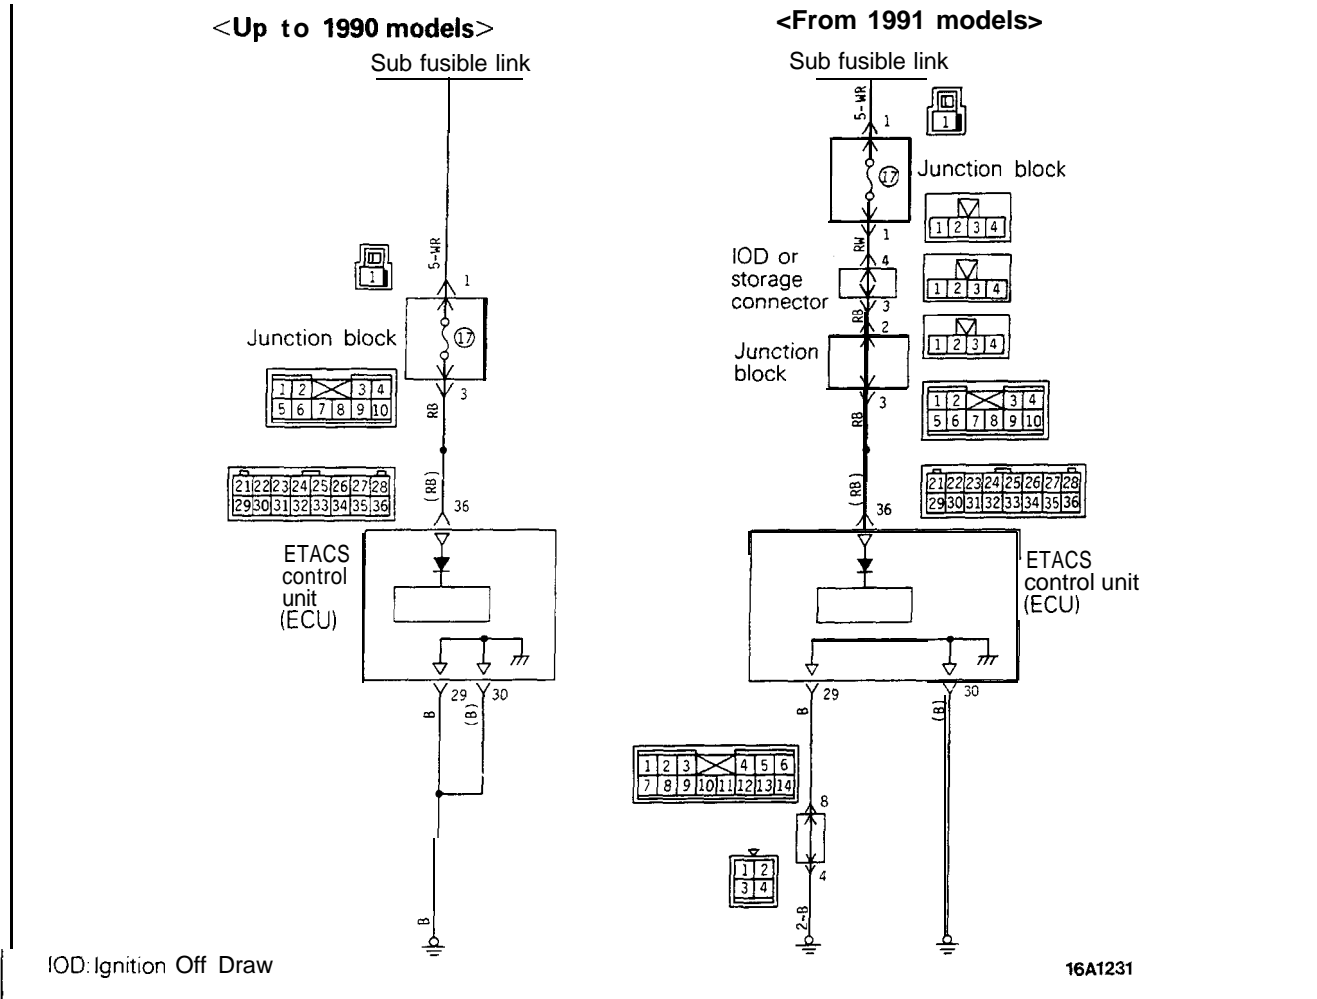 <Up to 1990 models>
Sub fusible link
5-WR
1
1
17
Junction block
3
1 2 3 4
5 6 7 8 9 10
RB
(RB)
21 22 23 24 25 26 27 28
29 30 31 32 33 34 35 36
36
ETACS
control
unit
(ECU)
29
30
B
(B)
B
<From 1991 models>
Sub fusible link
5-WR
1
1
17
Junction block
1 2 3 4
1
RW
IOD or
storage
connector
4
1 2 3 4
3
RB
2
1 2 3 4
Junction
block
3
RB
1 2 3 4
5 6 7 8 9 10
(RB)
21 22 23 24 25 26 27 28
29 30 31 32 33 34 35 36
36
ETACS
control unit
(ECU)
29
30
B
(B)
1 2 3 4 5 6
7 8 9 10 11 12 13 14
8
1 2
3 4
4
2-B
IOD: Ignition Off Draw
16A1231